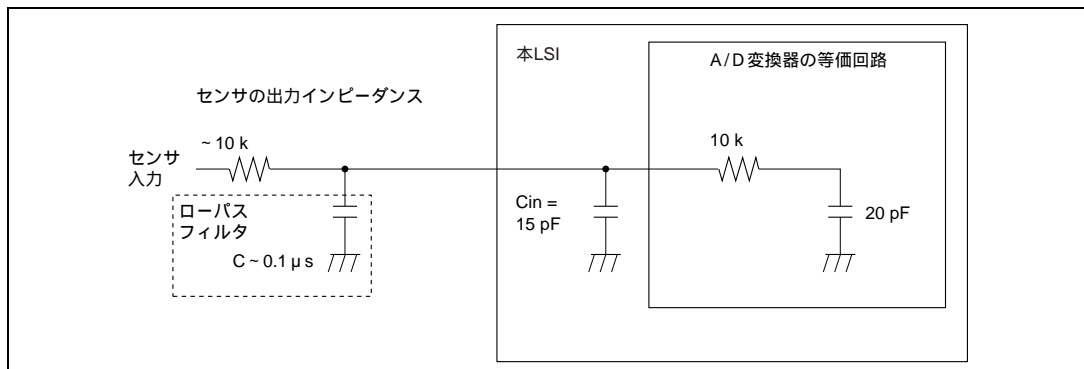 本LSI
A/D変換器の等価回路
センサの出力インピーダンス
~10 k
10 k
センサ
入力
ローパス
フィルタ
C~0.1 μs
Cin =
15 pF
20 pF